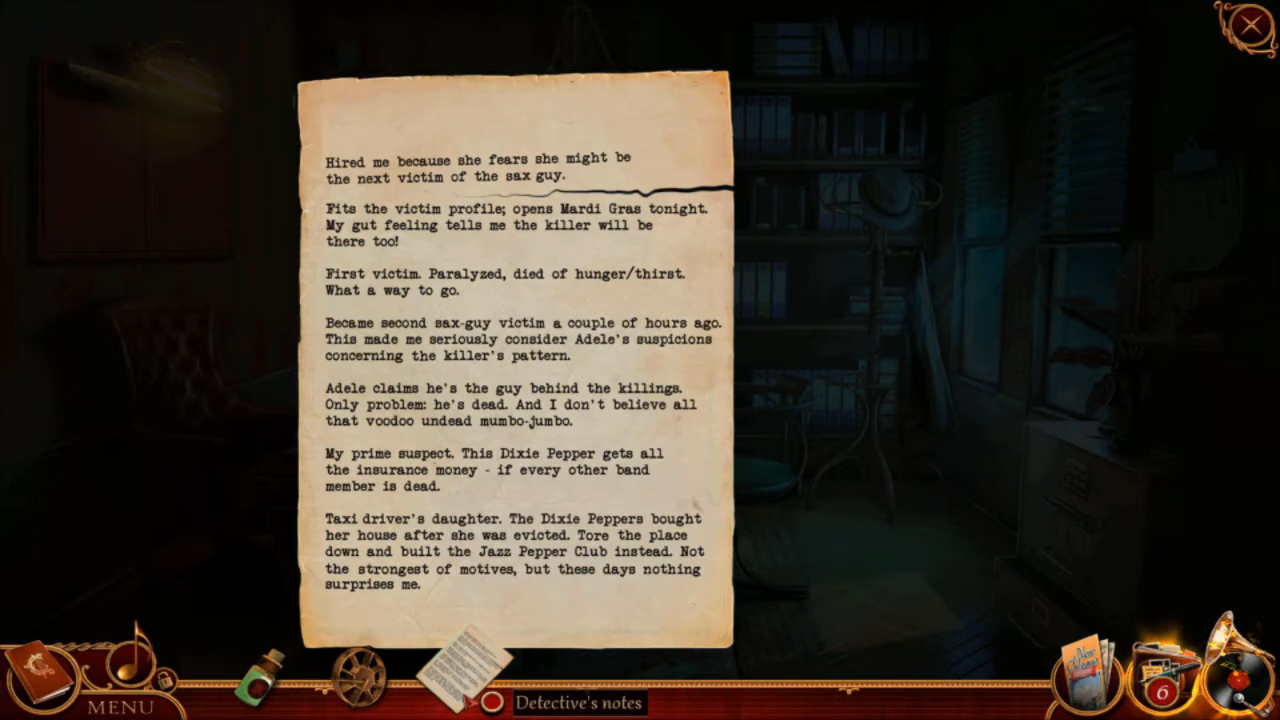 Hired me because she fears she might be
the next victim of the sax guy.
Fits the victim profile; opens Mardi Gras tonight.
My gut feeling tells me the killer will be
there too!
First victim. Paralyzed, died of hunger/thirst.
What a way to go.
Became second sax-guy victim a couple of hours ago.
This made me seriously consider Adele's suspicions
concerning the killer's pattern.
Adele claims he's the guy behind the killings.
Only problem: he's dead. And I don't believe all
that voodoo undead mumbo-jumbo.
My prime suspect. This Dixie Pepper gets all
the insurance money - if every other band
member is dead.
Taxi driver's daughter. The Dixie Peppers bought
her house after she was evicted. Tore the place
down and built the Jazz Pepper Club instead. Not
the strongest of motives, but these days nothing
surprises me.
MENU
Detective's notes
New
Orleans
6